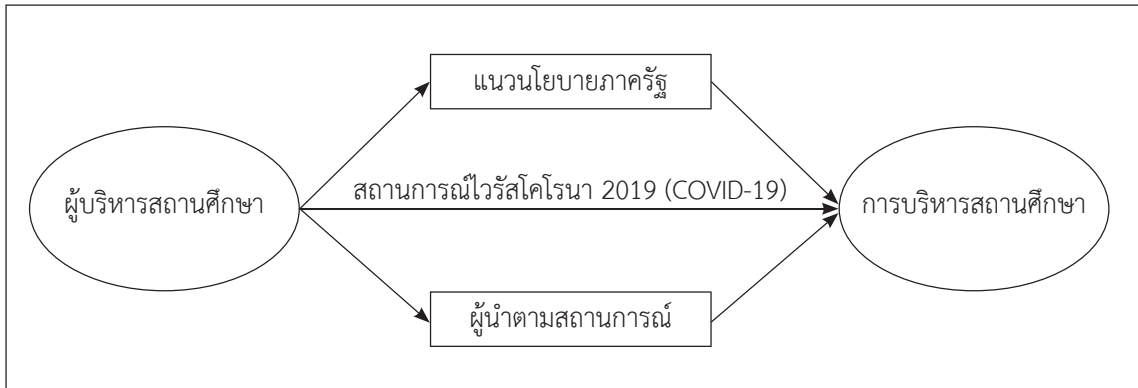 แนวนโยบายภาครัฐ
ผู้บริหารสถานศึกษา
สถานการณ์ไวรัสโคโรนา 2019 (COVID-19)
การบริหารสถานศึกษา
ผู้นำตามสถานการณ์